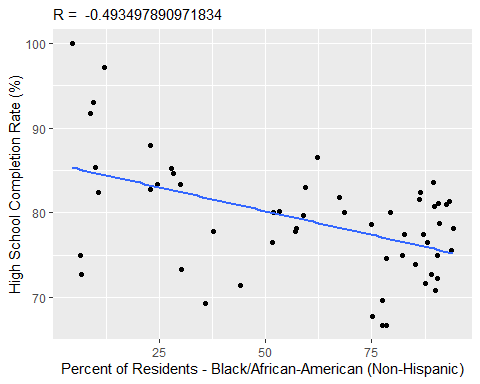 R =  -0.493497890971834
High School Completion Rate (%)
100
90
80
70
25
50
75
Percent of Residents - Black/African-American (Non-Hispanic)